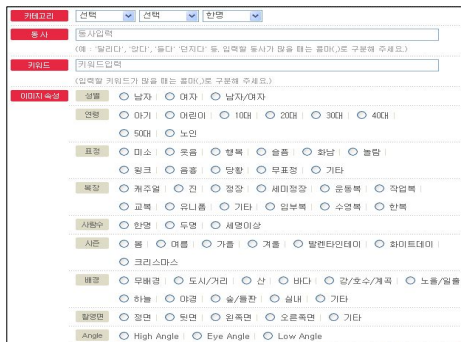 카테고리 선택 선택 한명
동 사 동사입력
(예 : '달리다', '앉다', '들다' '던지다' 등, 입력할 동사가 많을 때는 콤마(,)로 구분해 주세요.)
키워드 키워드입력
(입력할 키워드가 많을 때는 콤마(,)로 구분해 주세요.)
이미지 속성 성별 남자 여자 남자/여자
연령 아기 어린이 10대 20대 30대 40대
50대 노인
표정 미소 웃음 행복 슬픔 화남 놀람
윙크 음흉 당황 무표정 기타
복장 캐주얼 진 정장 세미정장 운동복 작업복
교복 유니폼 기타 임부복 수영복 한복
사람수 한명 두명 세명이상
시즌 봄 여름 가을 겨울 발렌타인데이 화이트데이
크리스마스
배경 무배경 도시/거리 산 바다 강/호수/계곡 노을/일출
하늘 야경 숲/들판 실내 기타
촬영면 정면 뒷면 왼쪽면 오른쪽면 기타
Angle High Angle Eye Angle Low Angle